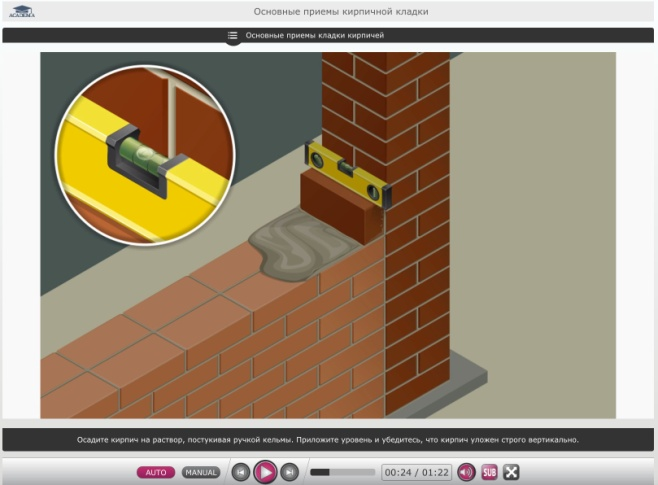 ACADEMIA
Основные приемы кирпичной кладки
Основные приемы кладки кирпичей
Осадите кирпич на раствор, постукивая ручкой кельмы. Приложите уровень и убедитесь, что кирпич уложен строго вертикально.
AUTO MANUAL 00:24 / 01:22 SUB